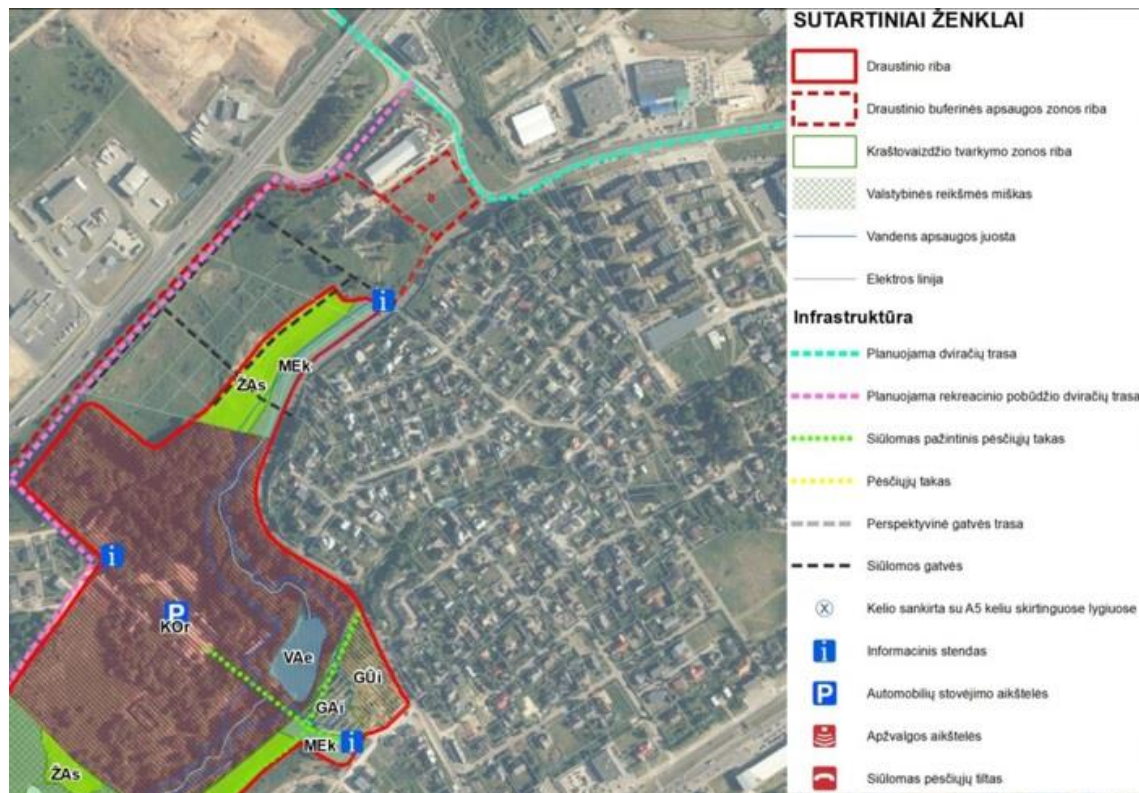 SUTARTINIAI ŽENKLAI
Draustinio riba
Draustinio buferinės apsaugos zonos riba
Kraštovaizdžio tvarkymo zonos riba
Valstybinės reikšmės miškas
Vandens apsaugos juosta
Elektros linija
Infrastruktūra
Planuojama dviračių trasa
Planuojama rekreacinio pobūdžio dviračių trasa
Siūlomas pažintinis pėsčiųjų takas
Pėsčiųjų takas
Perspektyvinė gatvės trasa
Siūlomos gatvės
Kelio sankirta su A5 keliu skirtinguose lygiuose
Informacinis stendas
Automobilių stovėjimo aikštelės
Apžvalgos aikštelės
Siūlomas pėsčiųjų tiltas
i
MEk
ŽAs
i
P
KOr
VAe
GŪi
GAi
MEk
i
ŽAs
i
P